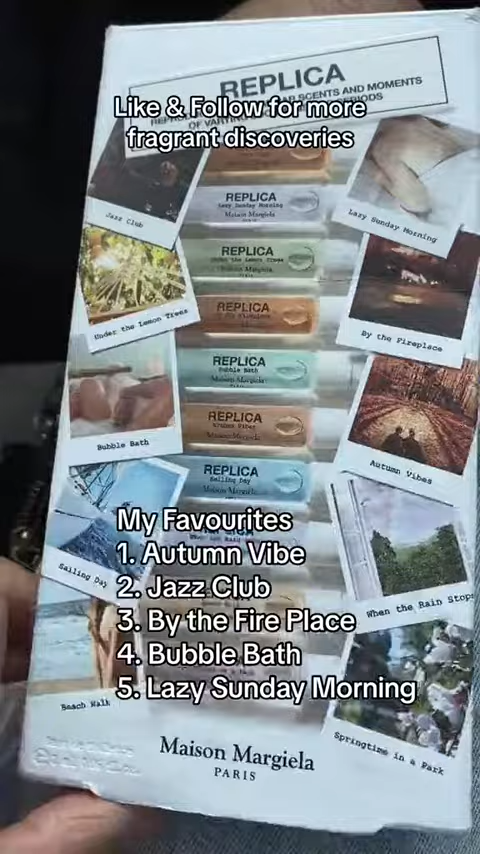 REPLICA
Like & Follow for more
fragrant discoveries
Jazz Club
REPLICA
Lazy Sunday Morning
Maison Margiela
Lazy Sunday Morning
REPLICA
Under the Lemon Trees
Maison Margiela
Under the Lemon Trees
REPLICA
By the Fireplace
REPLICA
Bubble Bath
Maison Margiela
Bubble Bath
REPLICA
Autumn Vibes
Maison Margiela
Autumn Vibes
REPLICA
Sailing Day
Maison Margiela
Sailing Day
My Favourites
1. Autumn Vibe
2. Jazz Club
3. By the Fire Place
4. Bubble Bath
5. Lazy Sunday Morning
When the Rain Stops
Beach Walk
Springtime in a Park
Maison Margiela
PARIS